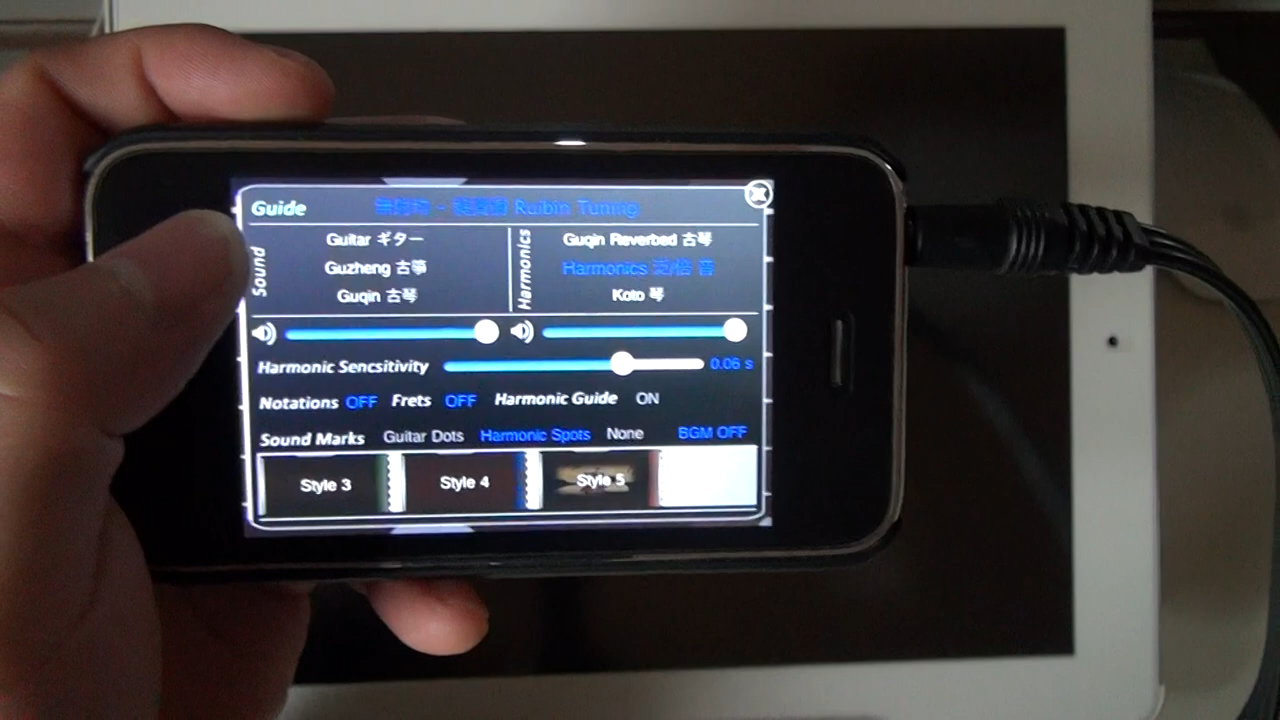 Guide Ruibin Tuning
Sound
Guitar ギター
Guzheng 古箏
Guqin 古琴
Harmonics
Guqin Reverbed 古琴
Harmonics 音
Koto 琴
Harmonic Sencsitivity 0.06 s
Notations OFF Frets OFF Harmonic Guide ON
Sound Marks Guitar Dots Harmonic Spots None BGM OFF
Style 3 Style 4 Style 5